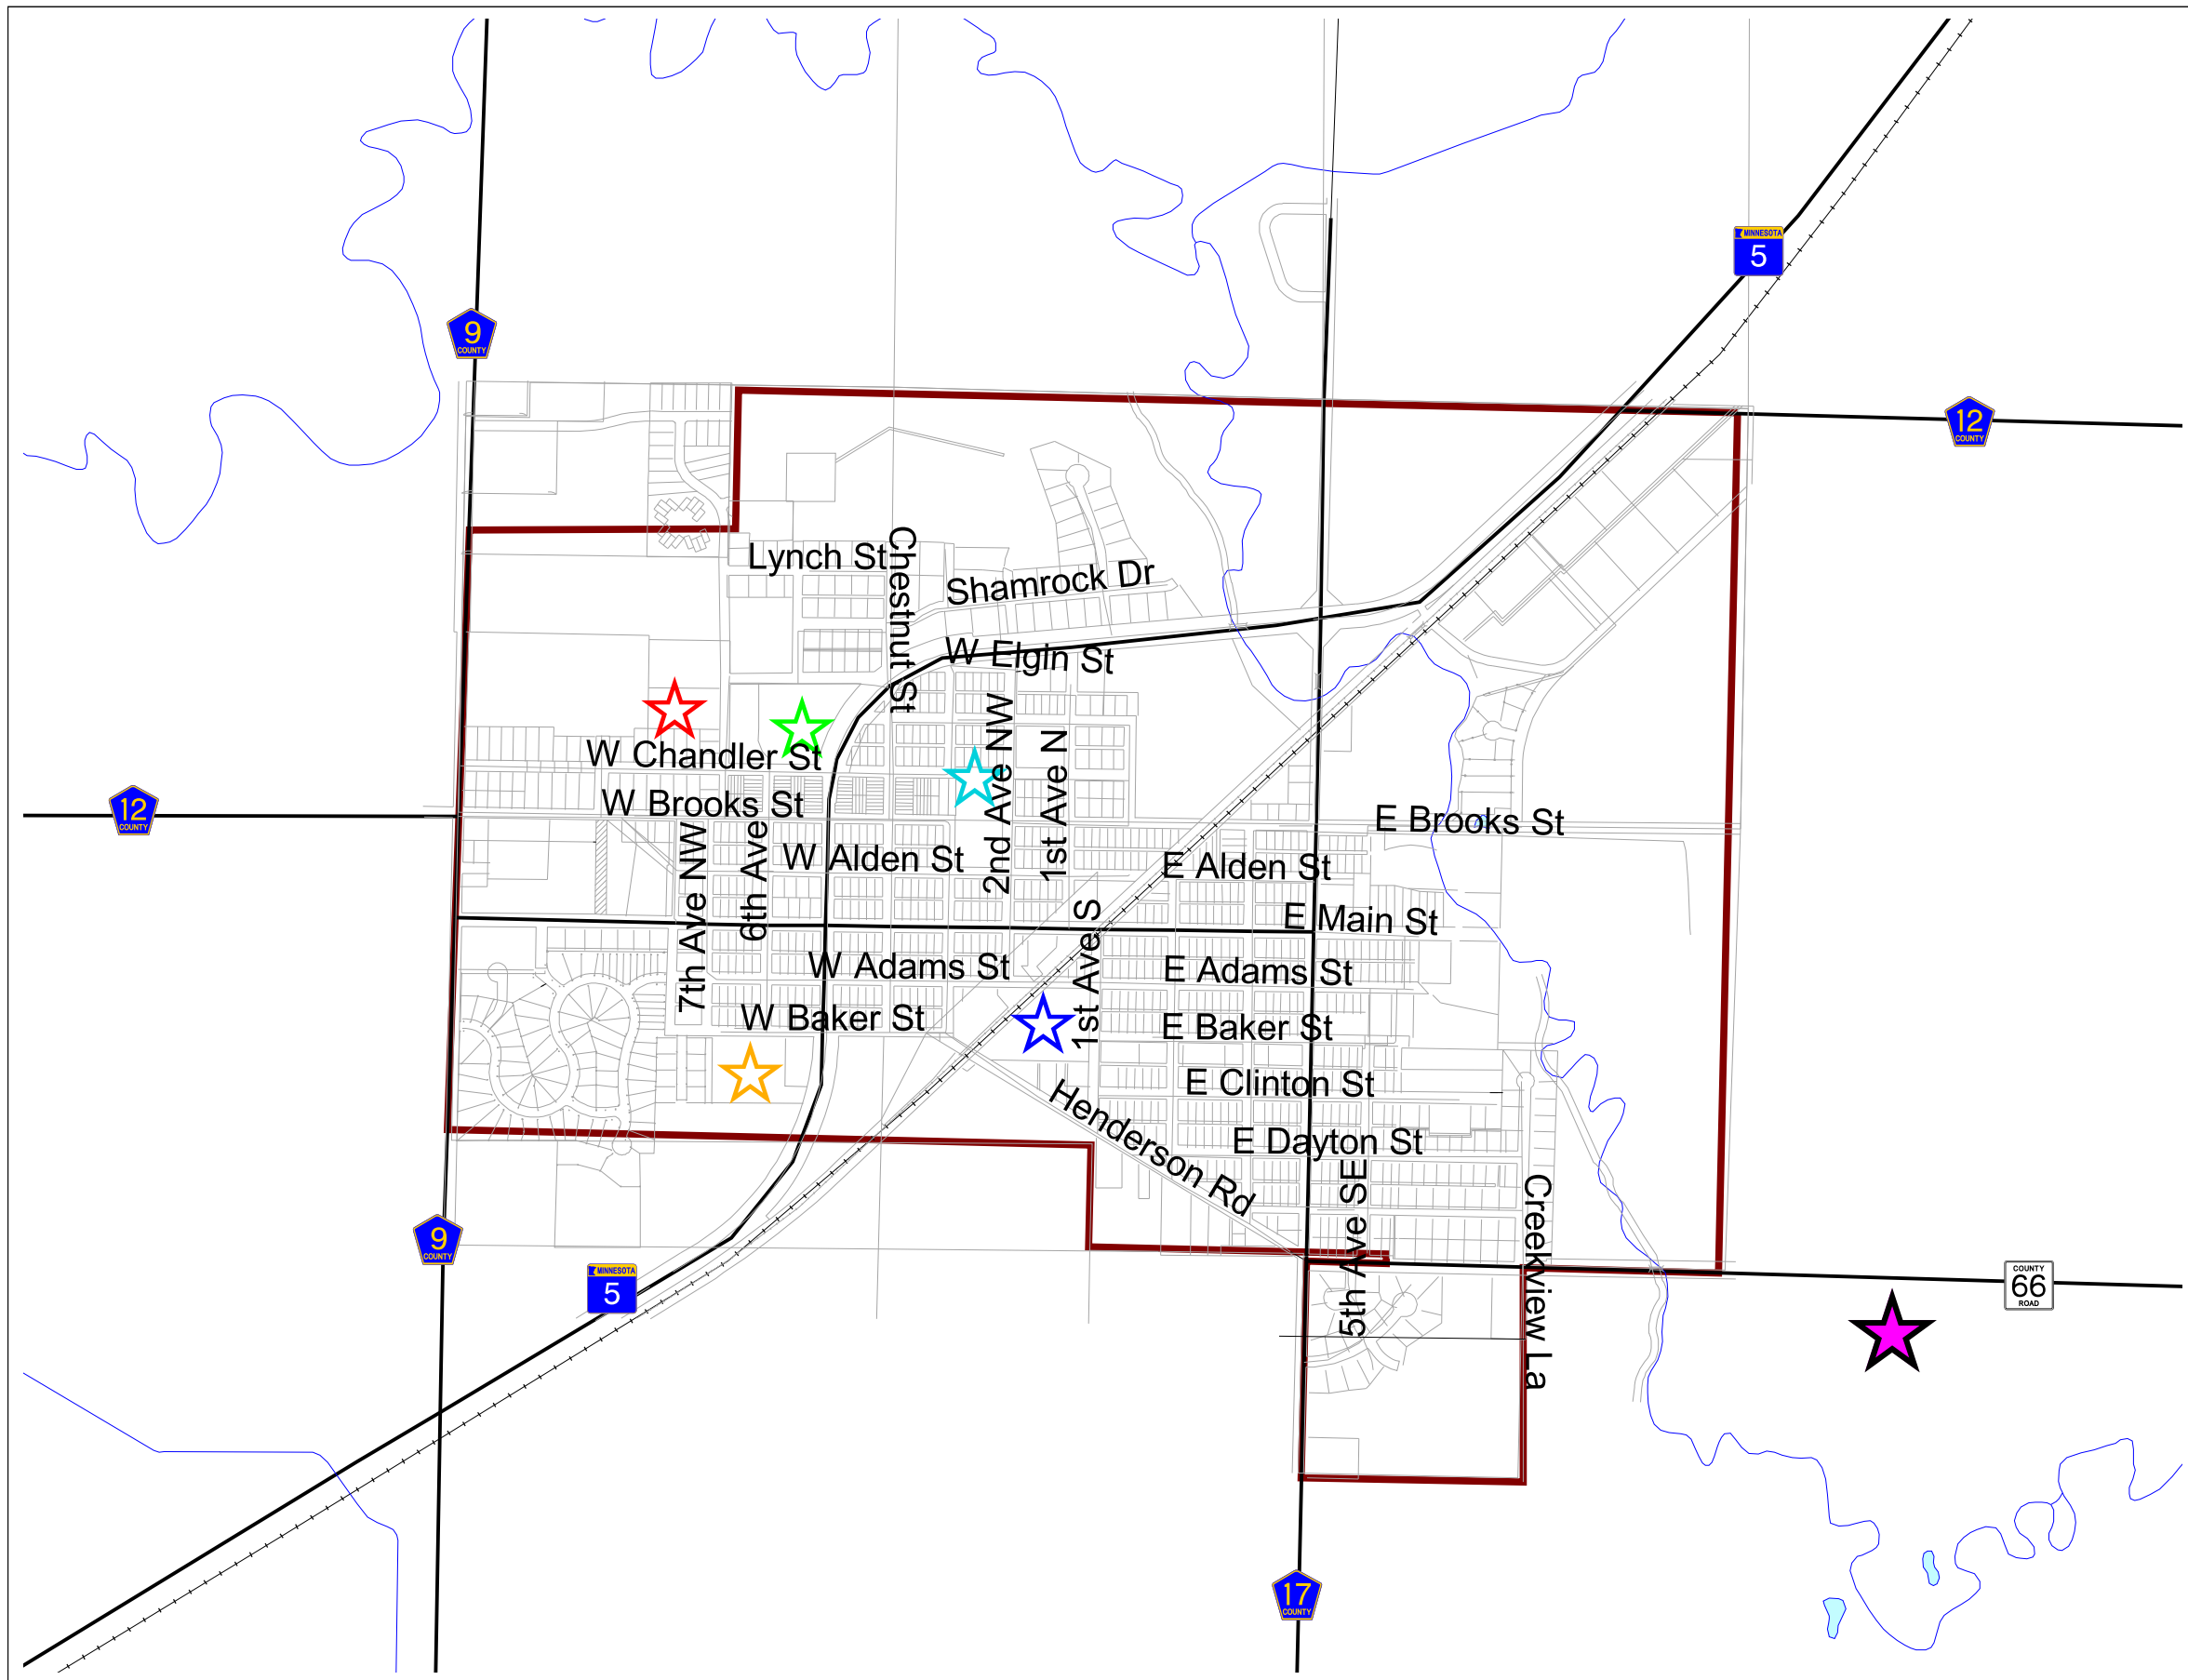 MINNESOTA
5
9
COUNTY
12
COUNTY
Lynch St
Chestnut St
Shamrock Dr
W Elgin St
W Chandler St
2nd Ave NW
1st Ave N
12
COUNTY
W Brooks St
E Brooks St
7th Ave NW
6th Ave
W Alden St
E Alden St
E Main St
1st Ave S
W Adams St
E Adams St
W Baker St
E Baker St
E Clinton St
Henderson Rd
E Dayton St
5th Ave SE
Creekview La
9
COUNTY
MINNESOTA
5
COUNTY
66
ROAD
17
COUNTY